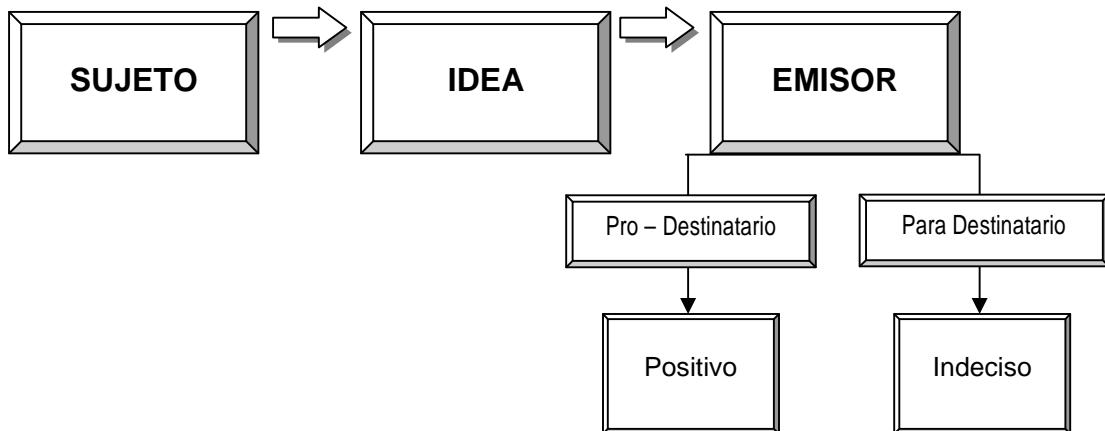 SUJETO
IDEA
EMISOR
Pro – Destinatario
Para Destinatario
Positivo
Indeciso